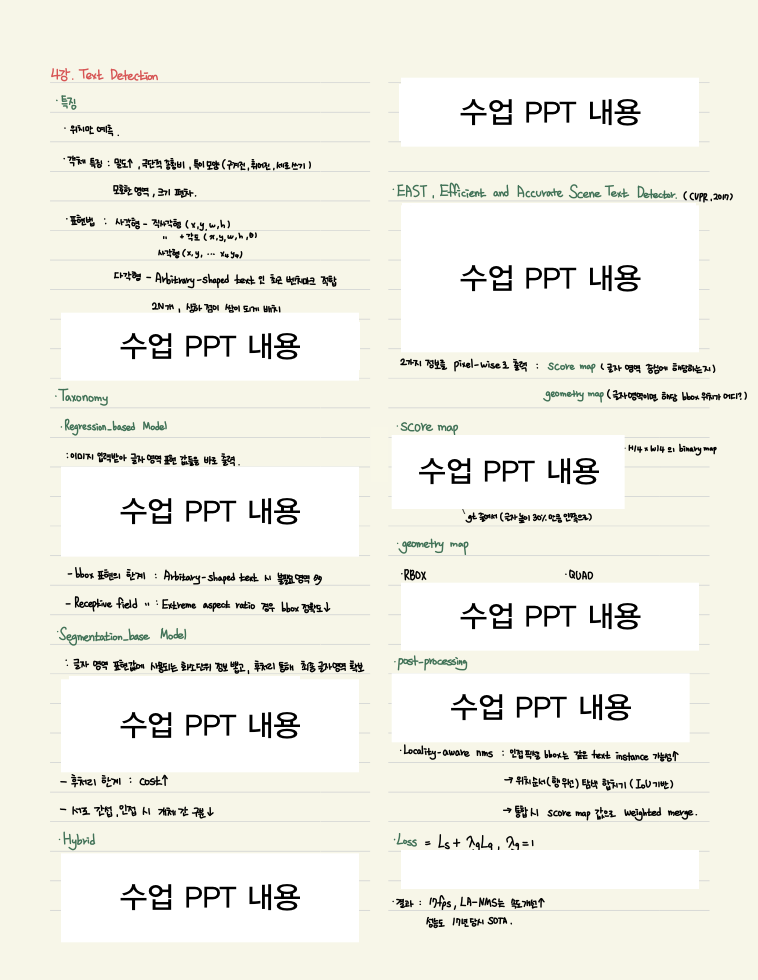 4강. Text Detection
· 특징
· 위치만 예측.
· 객체 특징 : 밀도↑, 극단적 종횡비, 특이 모양 (구겨진, 휘어진, 세로쓰기)
모호한 영역, 크기 편차.
· 표현법 : 사각형 - 직사각형 (x, y, w, h)
" + 각도 (x, y, w, h, θ)
사각형 (x, y, ... x4 y4)
다각형 - Arbitrary-shaped text 인 최근 벤치마크 적합
2N개, 상하 점이 쌍이 되게 배치
수업 PPT 내용
· Taxonomy
· Regression_based Model
: 이미지 입력받아 글자 영역 표현 값들을 바로 출력.
수업 PPT 내용
- bbox 표현의 한계 : Arbitrary-shaped text 시 불필요 영역
- Receptive field " : Extreme aspect ratio 경우 bbox 정확도↓
· Segmentation_base Model
: 글자 영역 표현값에 사용되는 화소단위 정보 뽑고, 후처리 통해 최종 글자 영역 확보
수업 PPT 내용
- 후처리 한계 : cost↑
- 서로 간섭, 인접 시 개체 간 구분↓
· Hybrid
수업 PPT 내용
수업 PPT 내용
· EAST, Efficient and Accurate Scene Text Detector. (CVPR, 2017)
수업 PPT 내용
2가지 정보를 pixel-wise로 출력 : score map (글자 영역 중심에 해당하는지)
geometry map (글자영역이면 해당 bbox 위치가 어디?)
· score map
· H/4 x W/4 의 binary map
수업 PPT 내용
gt 줄여서 (글자 높이 30% 만큼 안쪽으로)
· geometry map
· RBOX · QUAD
수업 PPT 내용
· post-processing
수업 PPT 내용
· Locality-aware nms : 인접 픽셀 bbox는 같은 text instance 가능성↑
→ 위치순서(행 우선) 탐색 합치기 (IoU 기반)
→ 통합 시 score map 값으로 weighted merge.
· Loss = Ls + λgLg, λg = 1
· 결과 : 17fps, LA-NMS는 속도개선↑
성능도 17년 당시 SOTA.